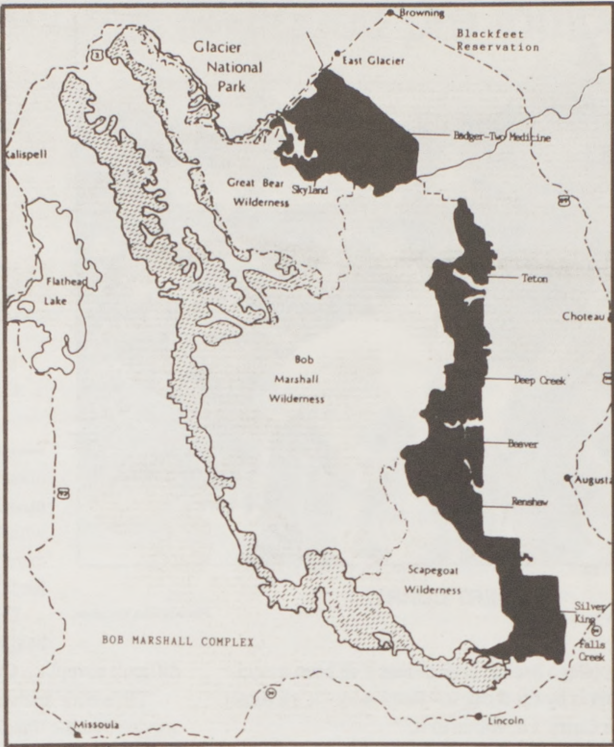 Browning
Blackfeet
Reservation
Glacier
National
Park
East Glacier
Badger-Two Medicine
Kalispell
Great Bear
Wilderness
Skyland
Flathead
Lake
Teton
Choteau
Bob
Marshall
Wilderness
Deep Creek
Beaver
Augusta
Renshaw
Scapegoat
Wilderness
Silver
King
Falls
Creek
BOB MARSHALL COMPLEX
Missoula
Lincoln